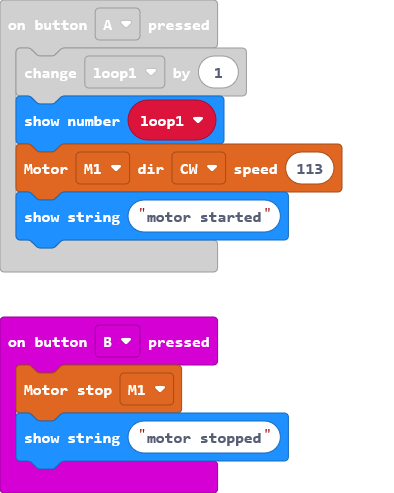 on button A pressed
change loop1 by 1
show number loop1
Motor M1 dir CW speed 113
show string "motor started"
on button B pressed
Motor stop M1
show string "motor stopped"